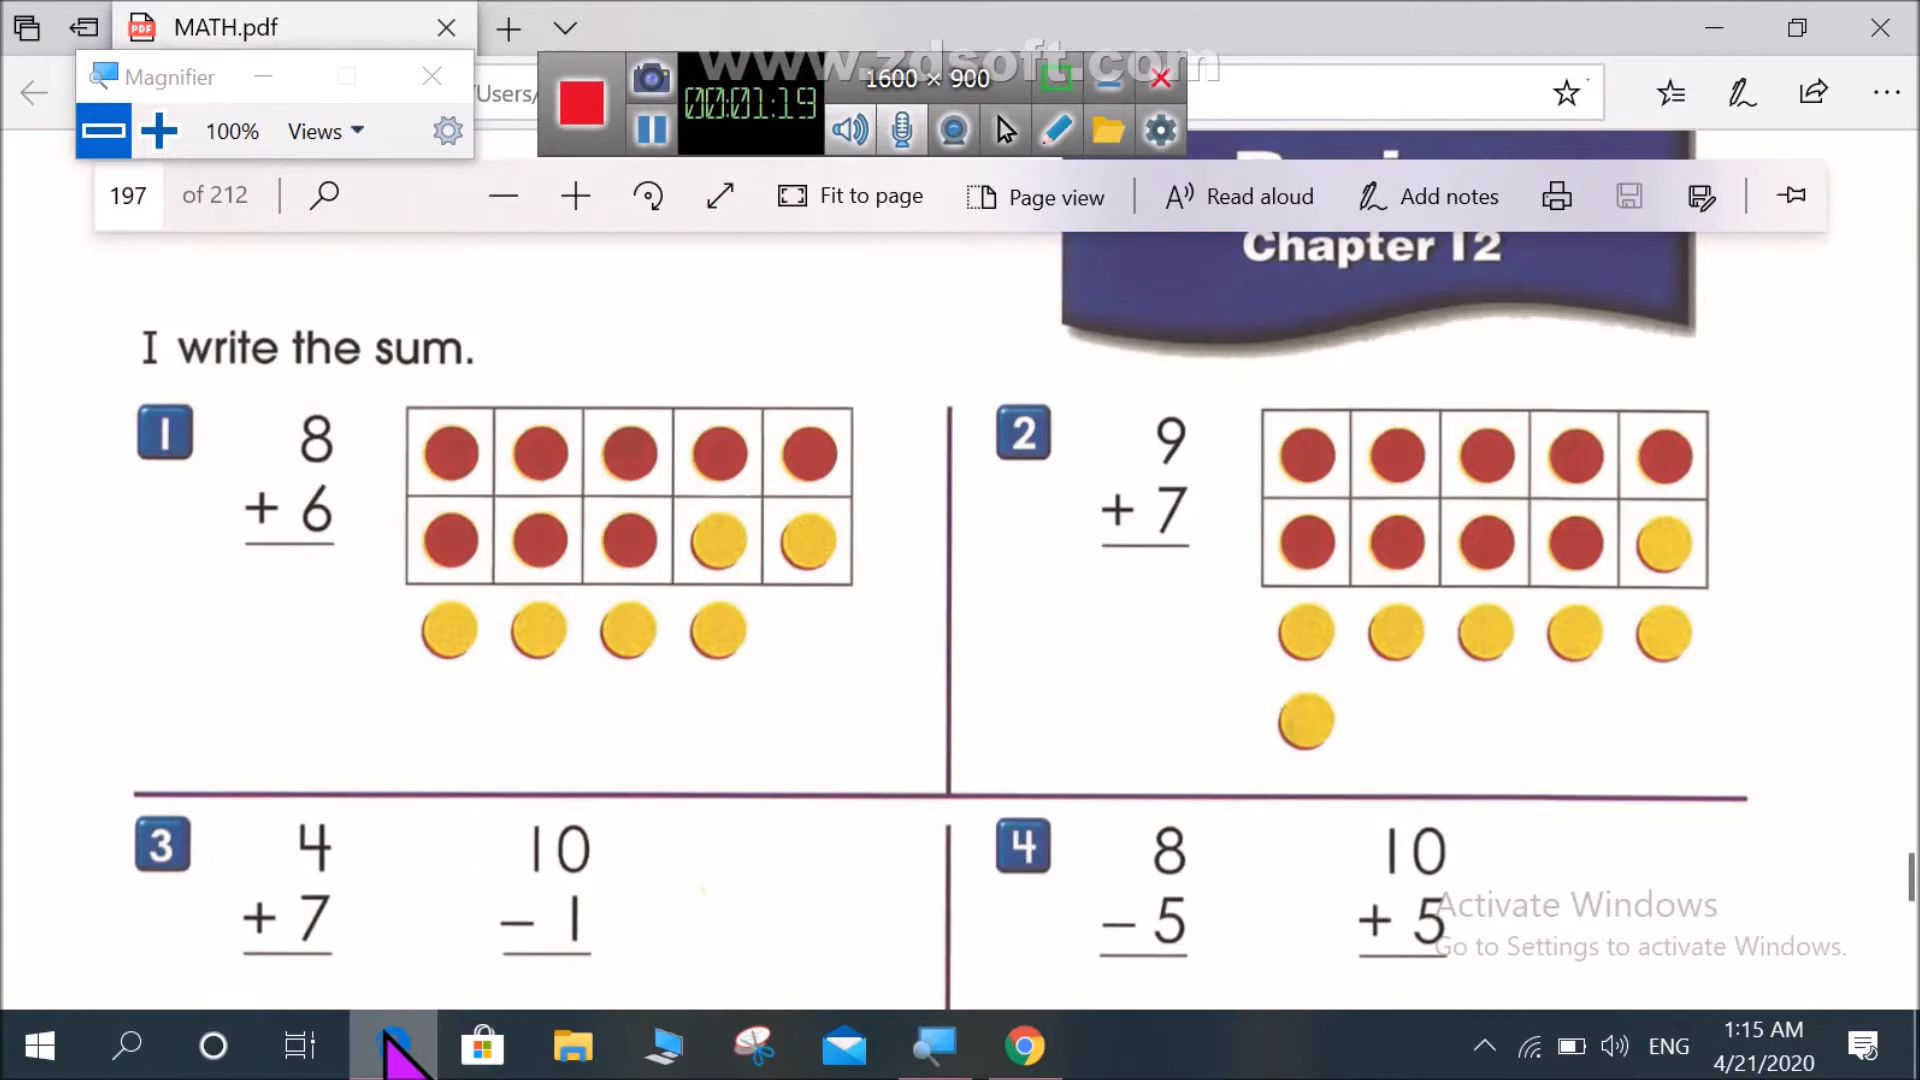 MATH.pdf
www.zdsoft.com
Magnifier
/Users/
1600 × 900
00:01:19
100% Views
197 of 212
Fit to page
Page view
Read aloud
Add notes
Chapter 12
I write the sum.
1
8
+ 6
2
9
+ 7
3
4
+ 7
10
- 1
4
8
- 5
10
+ 5
Activate Windows
Go to Settings to activate Windows.
ENG
1:15 AM
4/21/2020